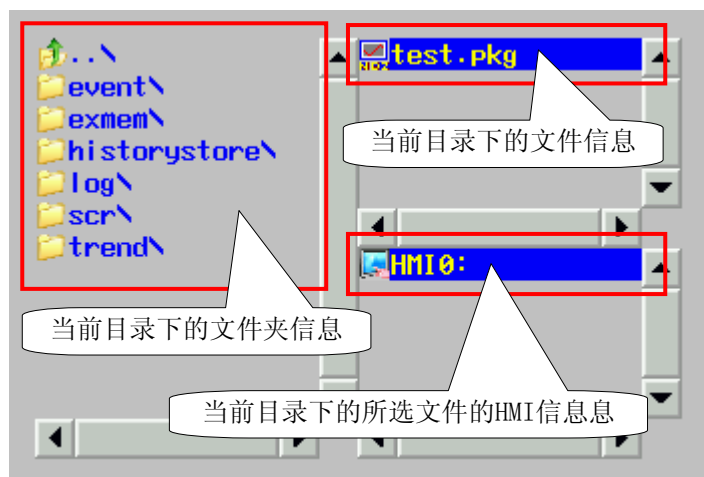 ..\
event\
exmem\
historystore\
log\
scr\
trend\
当前目录下的文件夹信息
test.pkg
当前目录下的文件信息
HMI0:
当前目录下的所选文件的HMI信息息